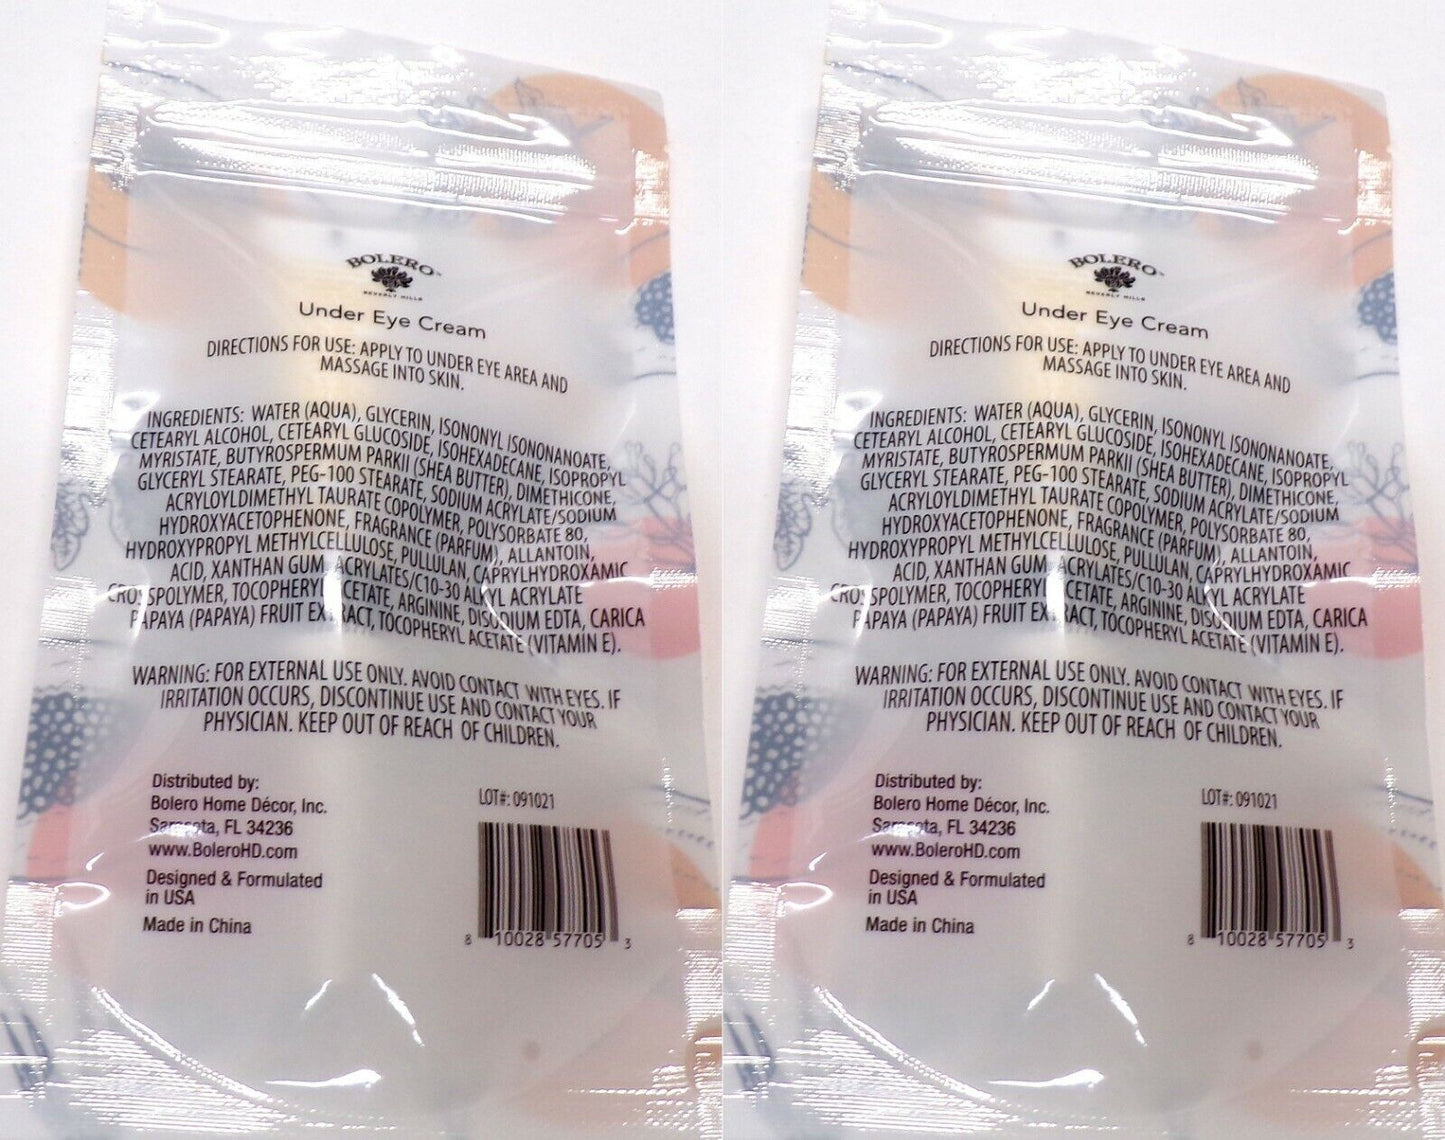 BOLERO™
BEVERLY HILLS
Under Eye Cream
DIRECTIONS FOR USE: APPLY TO UNDER EYE AREA AND
MASSAGE INTO SKIN.
INGREDIENTS: WATER (AQUA), GLYCERIN, ISONONYL ISONONANOATE,
CETEARYL ALCOHOL, CETEARYL GLUCOSIDE, ISOHEXADECANE, ISOPROPYL
MYRISTATE, BUTYROSPERMUM PARKII (SHEA BUTTER), DIMETHICONE,
GLYCERYL STEARATE, PEG-100 STEARATE, SODIUM ACRYLATE/SODIUM
ACRYLOYLDIMETHYL TAURATE COPOLYMER, POLYSORBATE 80,
HYDROXYACETOPHENONE, FRAGRANCE (PARFUM), ALLANTOIN,
HYDROXYPROPYL METHYLCELLULOSE, PULLULAN, CAPRYLHYDROXAMIC
ACID, XANTHAN GUM, ACRYLATES/C10-30 ALKYL ACRYLATE
CROSSPOLYMER, TOCOPHERYL ACETATE, ARGININE, DISODIUM EDTA, CARICA
PAPAYA (PAPAYA) FRUIT EXTRACT, TOCOPHERYL ACETATE (VITAMIN E).
WARNING: FOR EXTERNAL USE ONLY. AVOID CONTACT WITH EYES. IF
IRRITATION OCCURS, DISCONTINUE USE AND CONTACT YOUR
PHYSICIAN. KEEP OUT OF REACH OF CHILDREN.
Distributed by:
Bolero Home Décor, Inc.
Sarasota, FL 34236
www.BoleroHD.com
Designed & Formulated
in USA
Made in China
LOT#: 091021
8 10028 57705 3
BOLERO™
BEVERLY HILLS
Under Eye Cream
DIRECTIONS FOR USE: APPLY TO UNDER EYE AREA AND
MASSAGE INTO SKIN.
INGREDIENTS: WATER (AQUA), GLYCERIN, ISONONYL ISONONANOATE,
CETEARYL ALCOHOL, CETEARYL GLUCOSIDE, ISOHEXADECANE, ISOPROPYL
MYRISTATE, BUTYROSPERMUM PARKII (SHEA BUTTER), DIMETHICONE,
GLYCERYL STEARATE, PEG-100 STEARATE, SODIUM ACRYLATE/SODIUM
ACRYLOYLDIMETHYL TAURATE COPOLYMER, POLYSORBATE 80,
HYDROXYACETOPHENONE, FRAGRANCE (PARFUM), ALLANTOIN,
HYDROXYPROPYL METHYLCELLULOSE, PULLULAN, CAPRYLHYDROXAMIC
ACID, XANTHAN GUM, ACRYLATES/C10-30 ALKYL ACRYLATE
CROSSPOLYMER, TOCOPHERYL ACETATE, ARGININE, DISODIUM EDTA, CARICA
PAPAYA (PAPAYA) FRUIT EXTRACT, TOCOPHERYL ACETATE (VITAMIN E).
WARNING: FOR EXTERNAL USE ONLY. AVOID CONTACT WITH EYES. IF
IRRITATION OCCURS, DISCONTINUE USE AND CONTACT YOUR
PHYSICIAN. KEEP OUT OF REACH OF CHILDREN.
Distributed by:
Bolero Home Décor, Inc.
Sarasota, FL 34236
www.BoleroHD.com
Designed & Formulated
in USA
Made in China
LOT#: 091021
8 10028 57705 3